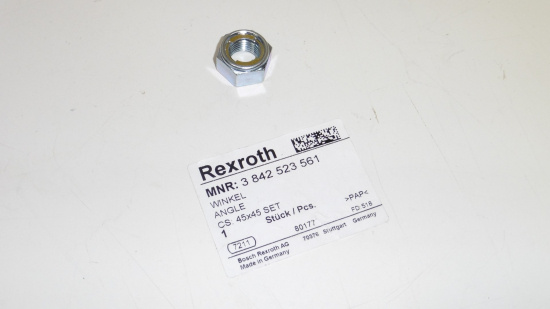 Rexroth
MNR: 3 842 523 561
WINKEL
ANGLE
CS. 45x45 SET
1 Stück / Pcs. >PAP<
7211 80177 FD 518
Bosch Rexroth AG 70976 Stuttgart Germany
Made in Germany